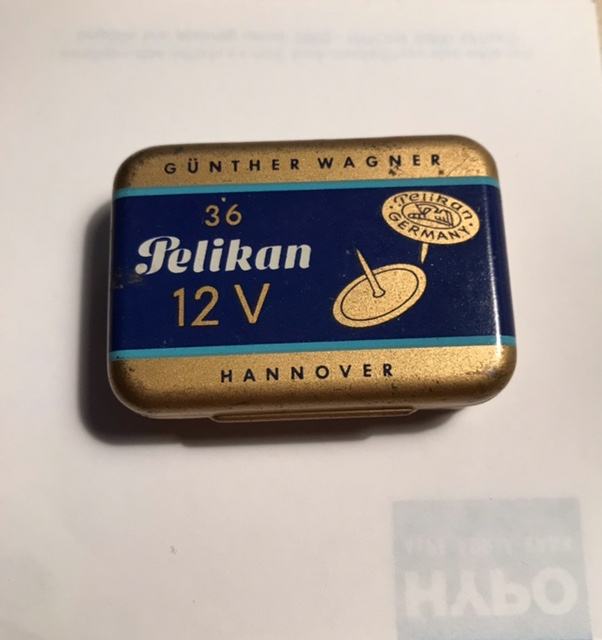 GÜNTHER WAGNER
36
Pelikan
12 V
Pelikan
GERMANY
HANNOVER
HYPO